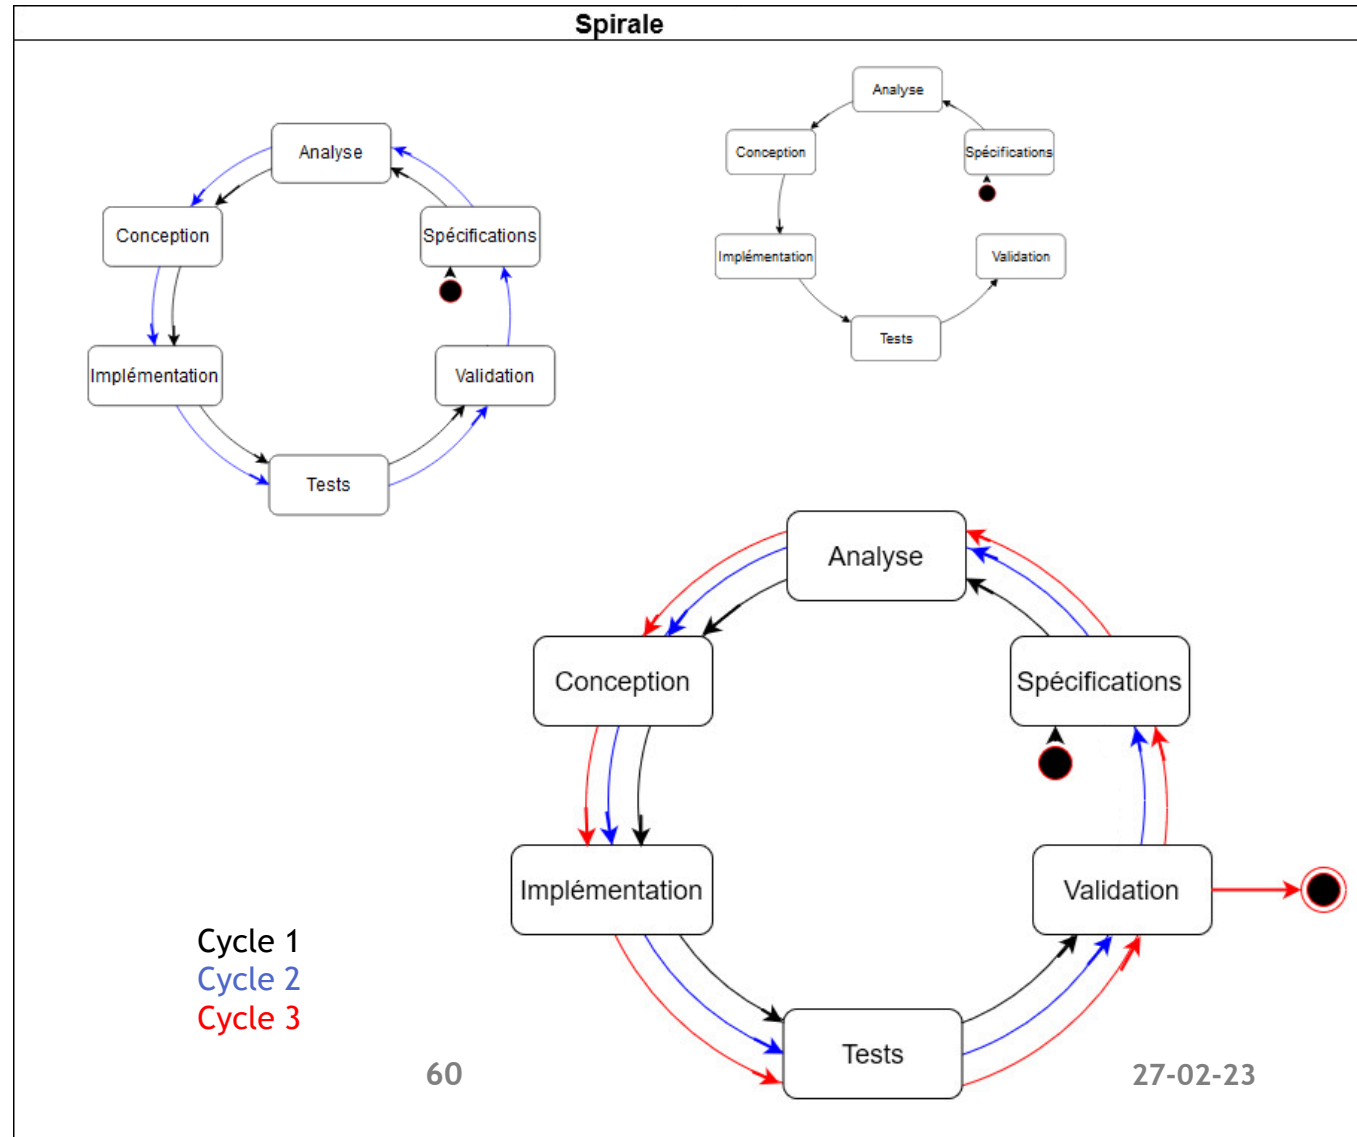 Spirale
Analyse
Conception
Spécifications
Implémentation
Validation
Tests
Analyse
Conception
Spécifications
Implémentation
Validation
Tests
Analyse
Conception
Spécifications
Implémentation
Validation
Tests
Cycle 1
Cycle 2
Cycle 3
60
27-02-23